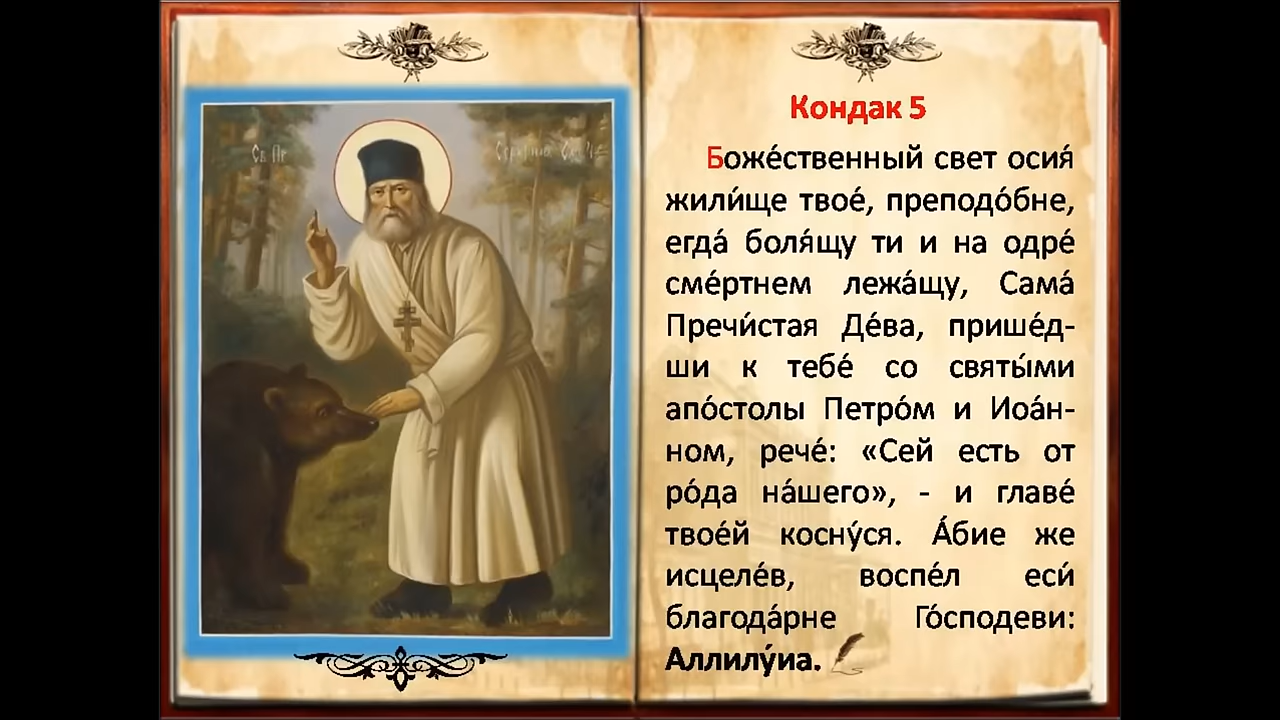 Св Пр
Кондак 5
Боже́ственный свет осия́
жили́ще твое́, преподо́бне,
егда́ боля́щу ти и на одре́
сме́ртнем лежа́щу, Сама́
Пречи́стая Де́ва, прише́д-
ши к тебе́ со святы́ми
апо́столы Петро́м и Иоа́н-
ном, рече́: «Сей есть от
ро́да на́шего», - и главе́
твое́й косну́ся. А́бие же
исцеле́в, воспе́л еси́
благода́рне Го́сподеви:
Аллилу́иа.